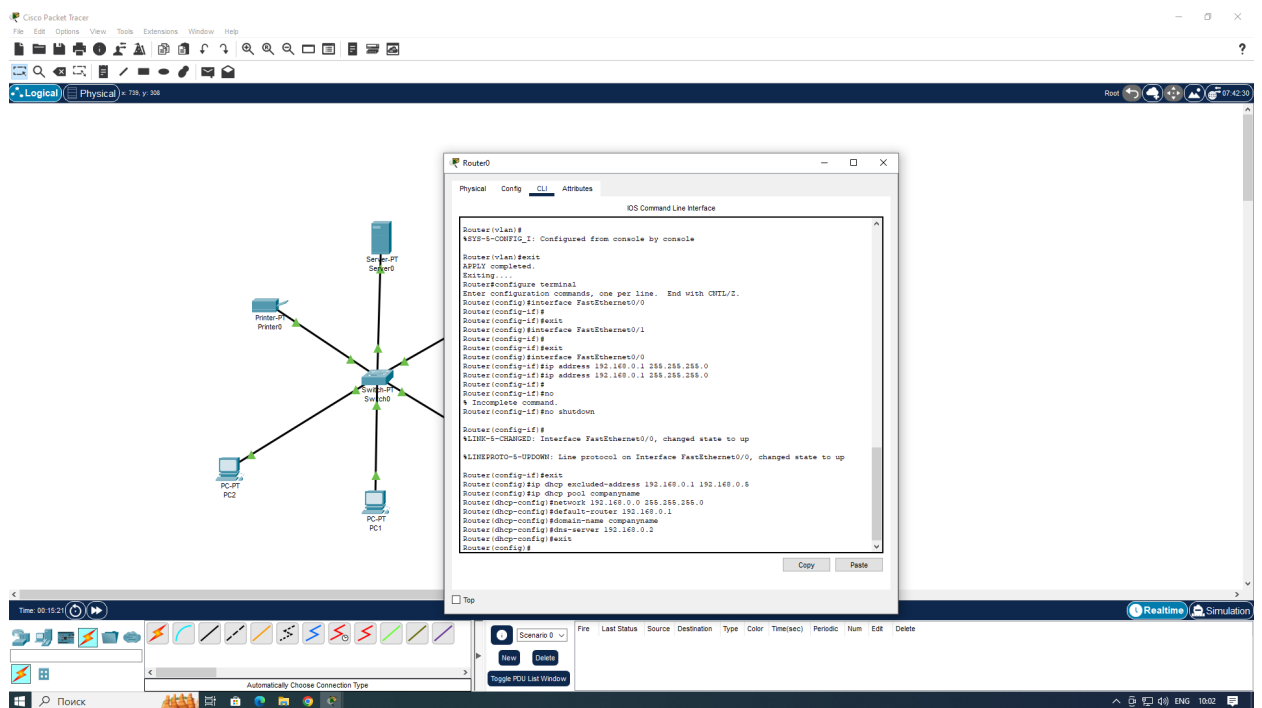 Cisco Packet Tracer
File Edit Options View Tools Extensions Window Help
?
Logical Physical x: 739, y: 308 Root 07:42:30
Router0
Physical Config CLI Attributes
IOS Command Line Interface
Router(vlan)#
%SYS-5-CONFIG_I: Configured from console by console
Router(vlan)#exit
APPLY completed.
Exiting....
Router#configure terminal
Enter configuration commands, one per line. End with CNTL/Z.
Router(config)#interface FastEthernet0/0
Router(config-if)#
Router(config-if)#exit
Router(config)#interface FastEthernet0/1
Router(config-if)#
Router(config-if)#exit
Router(config)#interface FastEthernet0/0
Router(config-if)#ip address 192.168.0.1 255.255.255.0
Router(config-if)#ip address 192.168.0.1 255.255.255.0
Router(config-if)#
Router(config-if)#no
% Incomplete command.
Router(config-if)#no shutdown
Router(config-if)#
%LINK-5-CHANGED: Interface FastEthernet0/0, changed state to up
%LINEPROTO-5-UPDOWN: Line protocol on Interface FastEthernet0/0, changed state to up
Router(config-if)#exit
Router(config)#ip dhcp excluded-address 192.168.0.1 192.168.0.5
Router(config)#ip dhcp pool companyname
Router(dhcp-config)#network 192.168.0.0 255.255.255.0
Router(dhcp-config)#default-router 192.168.0.1
Router(dhcp-config)#domain-name companyname
Router(dhcp-config)#dns-server 192.168.0.2
Router(dhcp-config)#exit
Router(config)#
Copy Paste
Top
Server-PT
Server0
Printer-PT
Printer0
Switch-PT
Switch0
PC-PT
PC2
PC-PT
PC1
Time: 00:15:21 Realtime Simulation
Scenario 0 Fire Last Status Source Destination Type Color Time(sec) Periodic Num Edit Delete
New Delete
Toggle PDU List Window
Automatically Choose Connection Type
Поиск ENG 10:02